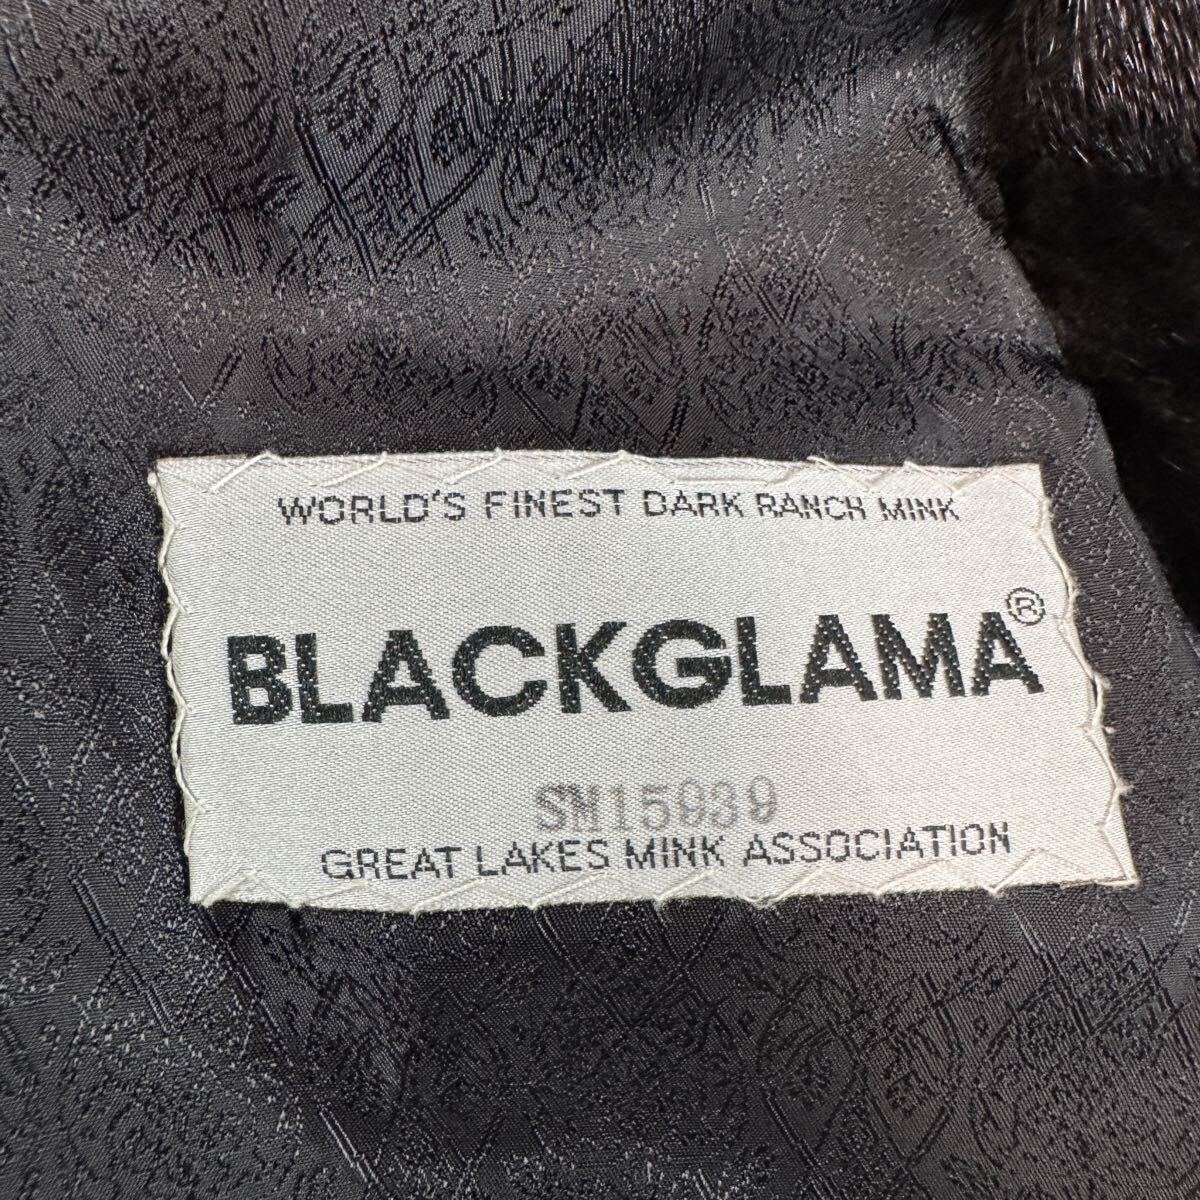 WORLD'S FINEST DARK RANCH MINK
BLACKGLAMA®
SM15939
GREAT LAKES MINK ASSOCIATION